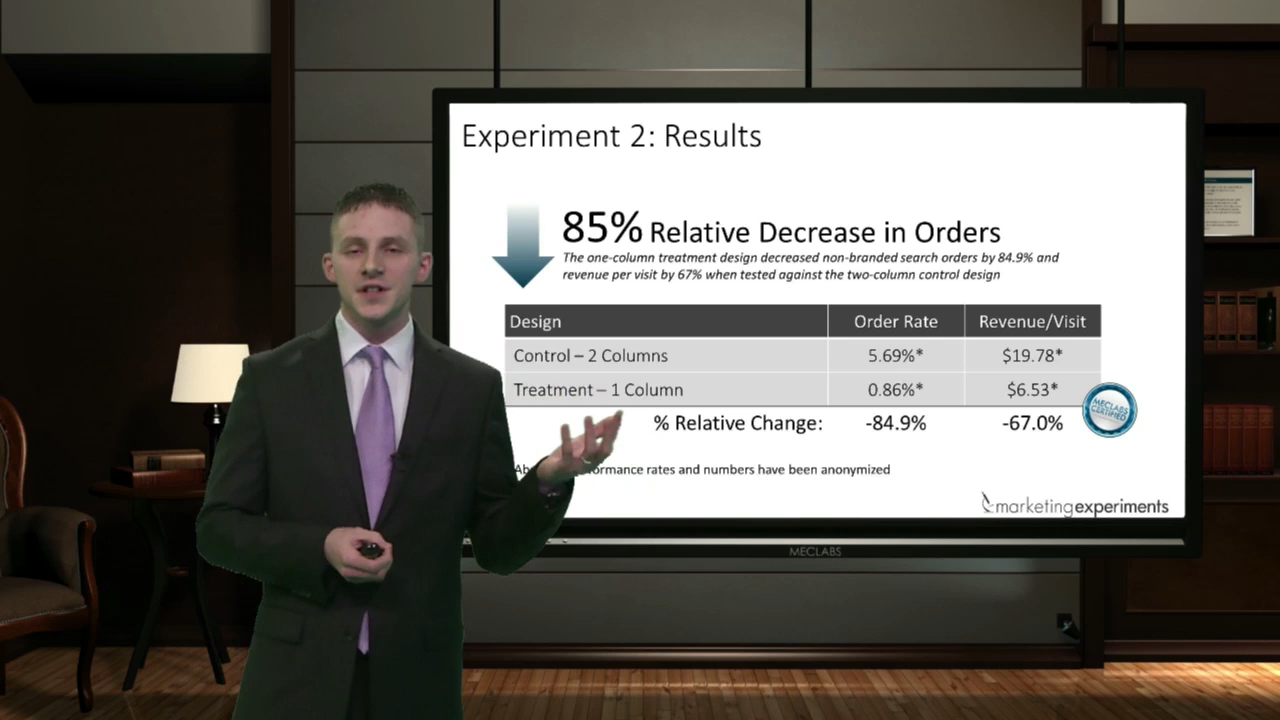 Experiment 2: Results
85% Relative Decrease in Orders
The one-column treatment design decreased non-branded search orders by 84.9% and
revenue per visit by 67% when tested against the two-column control design
Design Order Rate Revenue/Visit
Control – 2 Columns 5.69%* $19.78*
Treatment – 1 Column 0.86%* $6.53*
% Relative Change: -84.9% -67.0%
MECLABS
CERTIFIED
rates and numbers have been anonymized
marketingexperiments
MECLABS